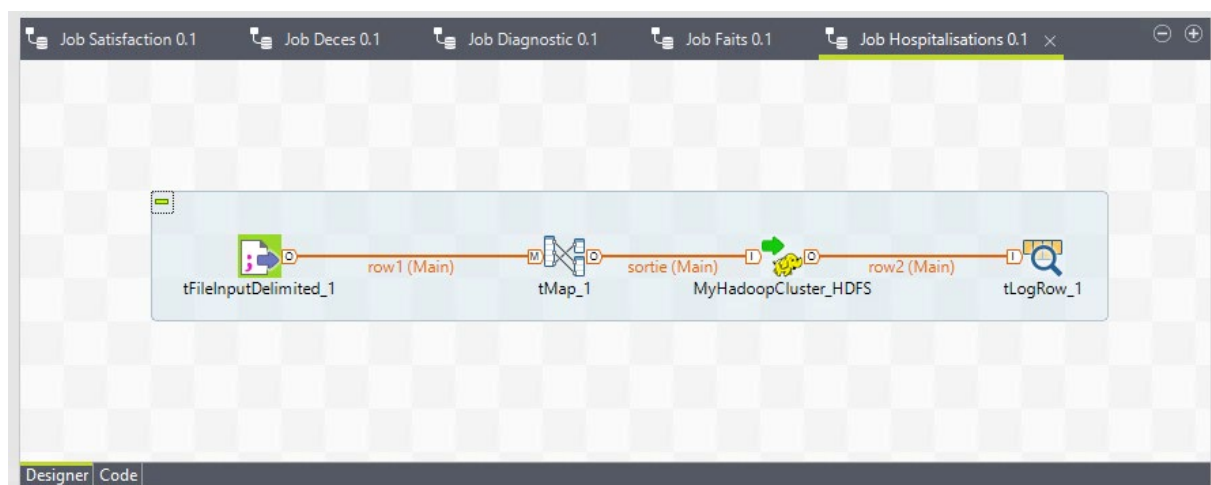 Job Satisfaction 0.1 Job Deces 0.1 Job Diagnostic 0.1 Job Faits 0.1 Job Hospitalisations 0.1
row1 (Main) sortie (Main) row2 (Main)
tFileInputDelimited_1 tMap_1 MyHadoopCluster_HDFS tLogRow_1
Designer Code